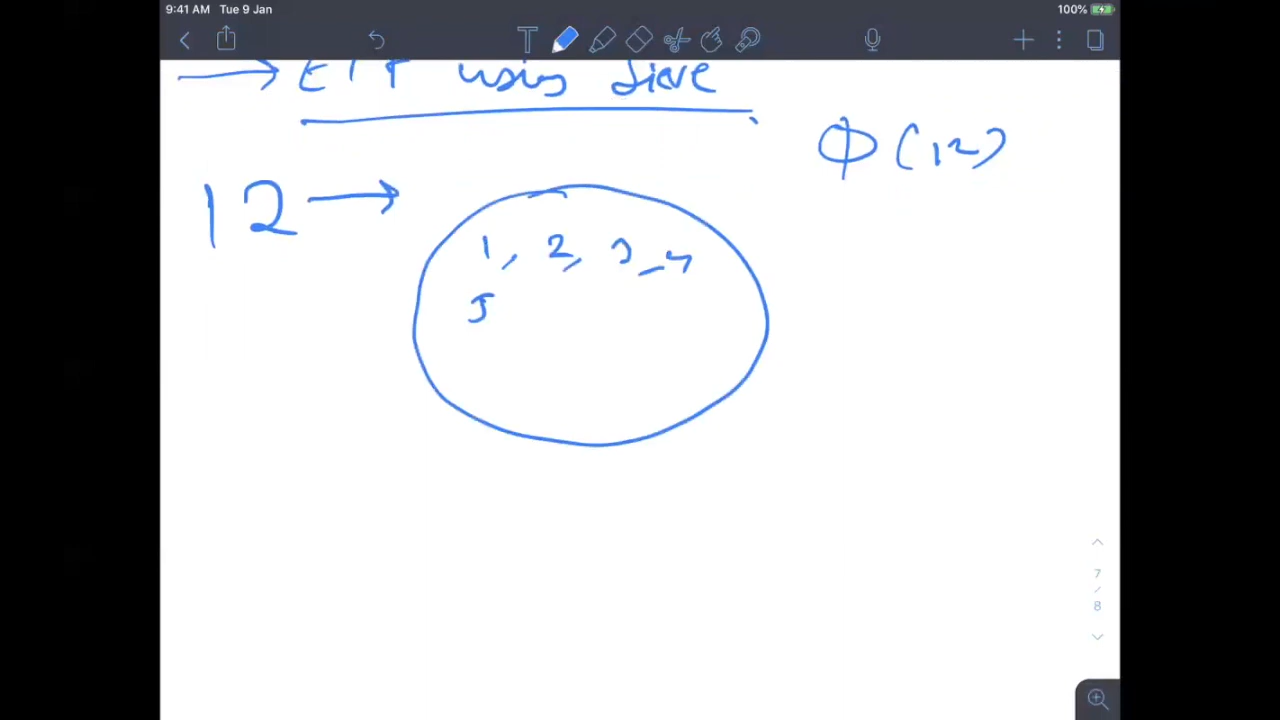 9:41 AM Tue 9 Jan
100%
→ ETF using Sieve
ϕ(12)
12 →
1, 2, 3, 4
5
7
/
8